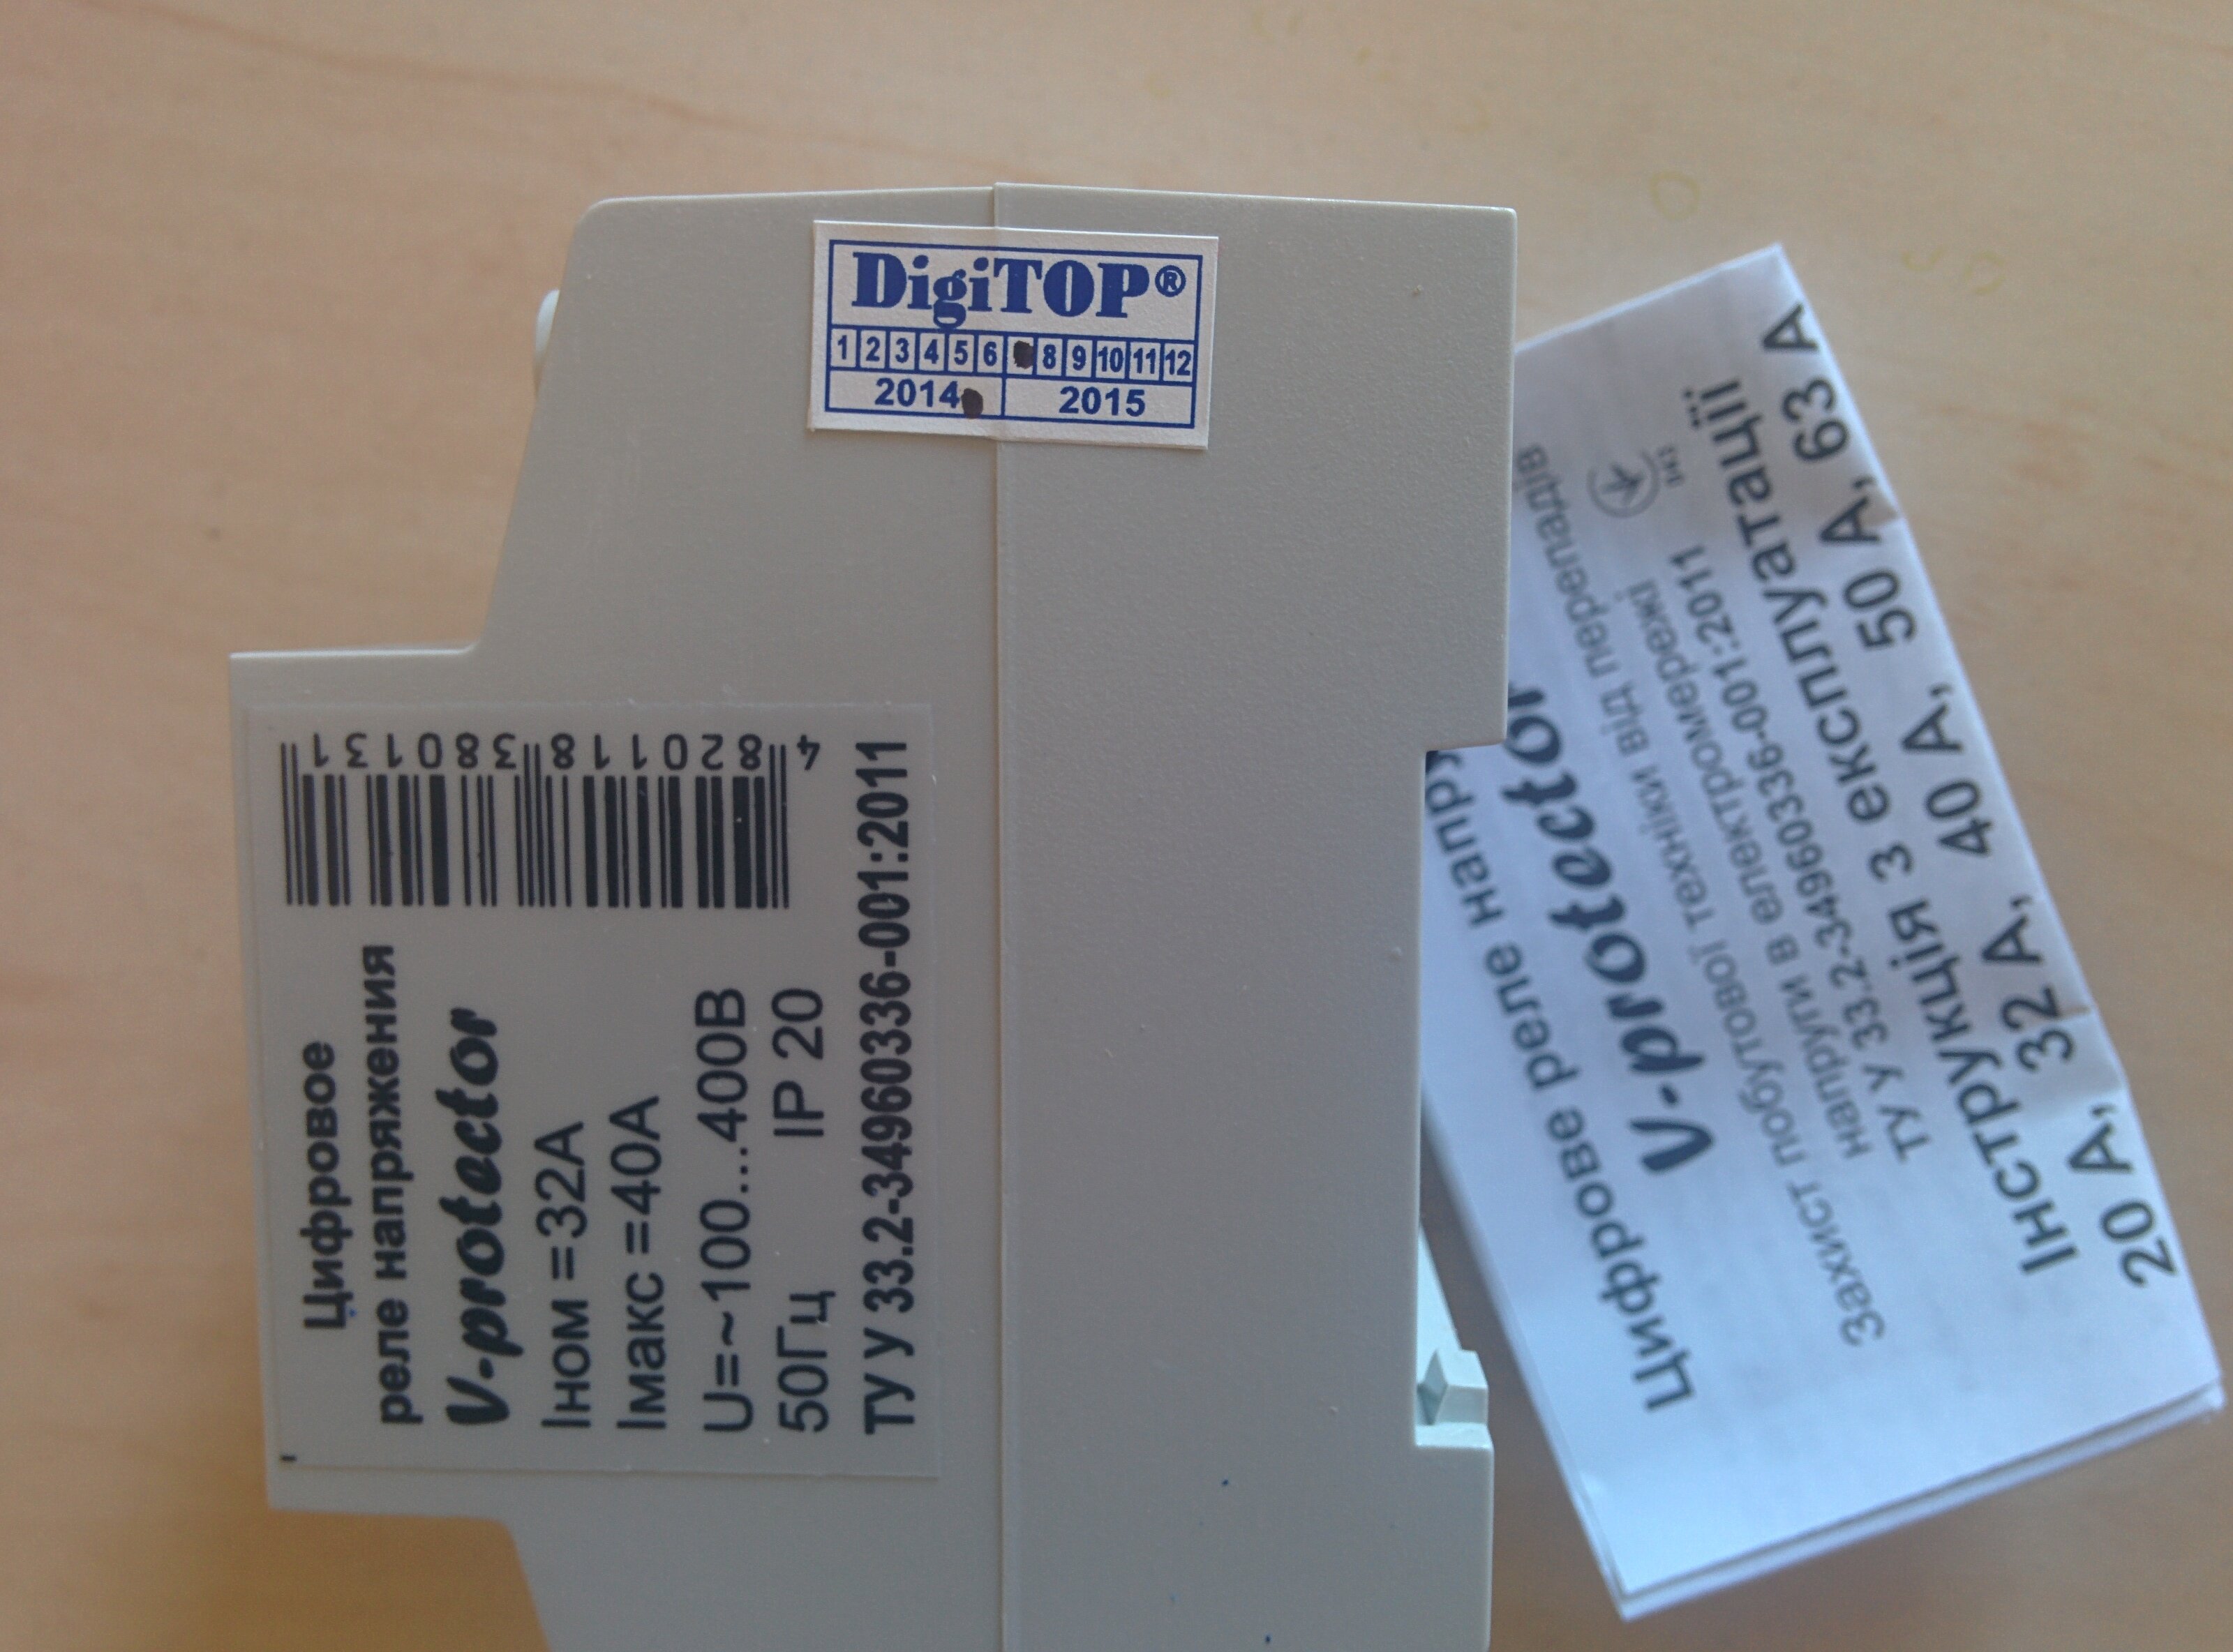 DigiTOP®
1 2 3 4 5 6 8 9 10 11 12
2014 2015
4 820118 380131
Цифровое
реле напряжения
V-protector
Iном =32А
Iмакс =40А
U=~100...400В
50Гц IP 20
ТУ У 33.2-34960336-001:2011
Цифрове реле напру
V-protector
Захист побутової техніки від перепадів
напруги в електромережі
ТУ У 33.2-34960336-001:2011
Інструкція з експлуатації
20 А, 32 А, 40 А, 50 А, 63 А